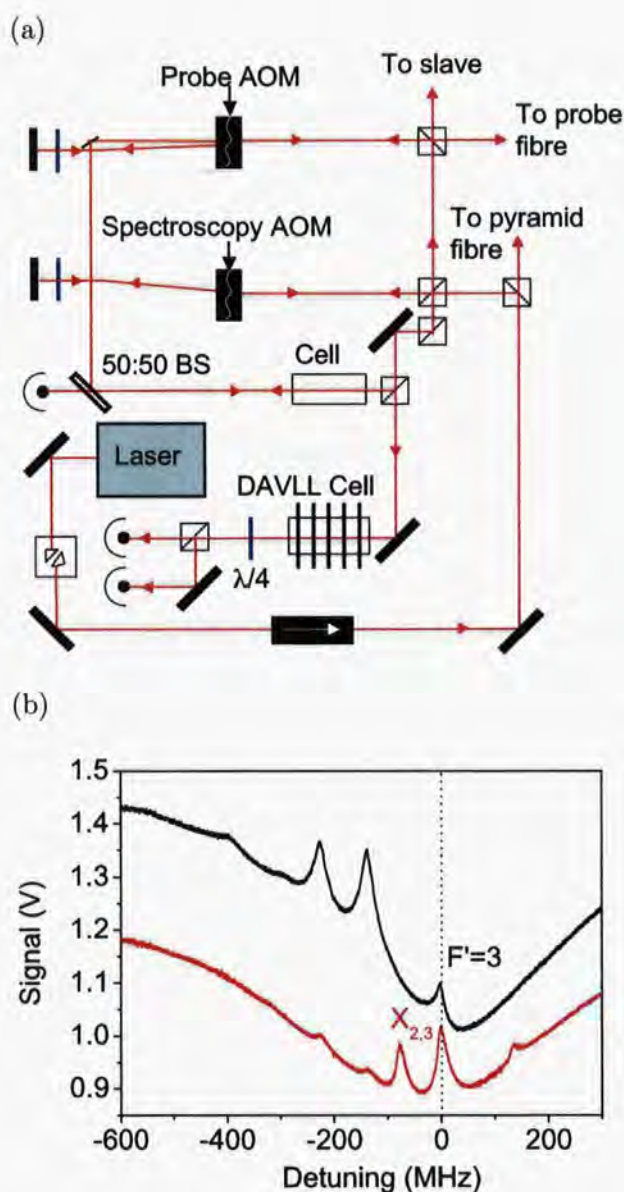 (a)
Probe AOM
To slave
To probe
fibre
Spectroscopy AOM
To pyramid
fibre
50:50 BS
Cell
Laser
DAVLL Cell
λ/4
(b)
1.5
1.4
1.3
1.2
1.1
1.0
0.9
Signal (V)
F'=3
X2,3
-600
-400
-200
0
200
Detuning (MHz)